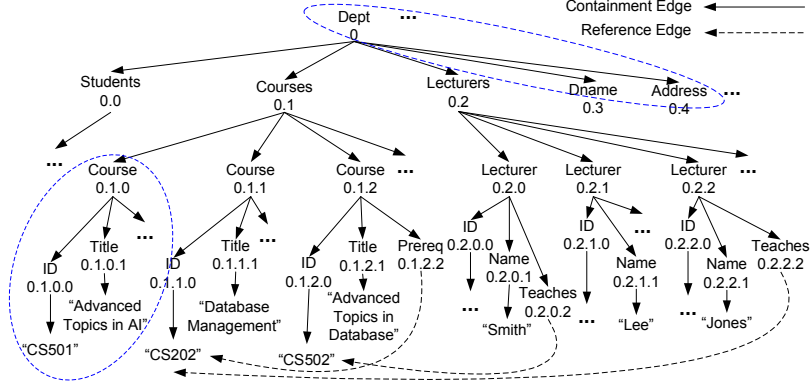 Containment Edge
Dept
0
...
Reference Edge
Students
0.0
Courses
0.1
Lecturers
0.2
Dname
0.3
Address
0.4
...
...
Course
0.1.0
Course
0.1.1
Course
0.1.2
...
Lecturer
0.2.0
Lecturer
0.2.1
Lecturer
0.2.2
...
ID
0.1.0.0
Title
0.1.0.1
...
ID
0.1.1.0
Title
0.1.1.1
...
ID
0.1.2.0
Title
0.1.2.1
Prereq
0.1.2.2
ID
0.2.0.0
Name
0.2.0.1
Teaches
0.2.0.2
ID
0.2.1.0
Name
0.2.1.1
...
ID
0.2.2.0
Name
0.2.2.1
Teaches
0.2.2.2
“CS501”
“Advanced
Topics in AI”
“CS202”
“Database
Management”
“CS502”
“Advanced
Topics in
Database”
...
“Smith”
...
“Lee”
...
“Jones”